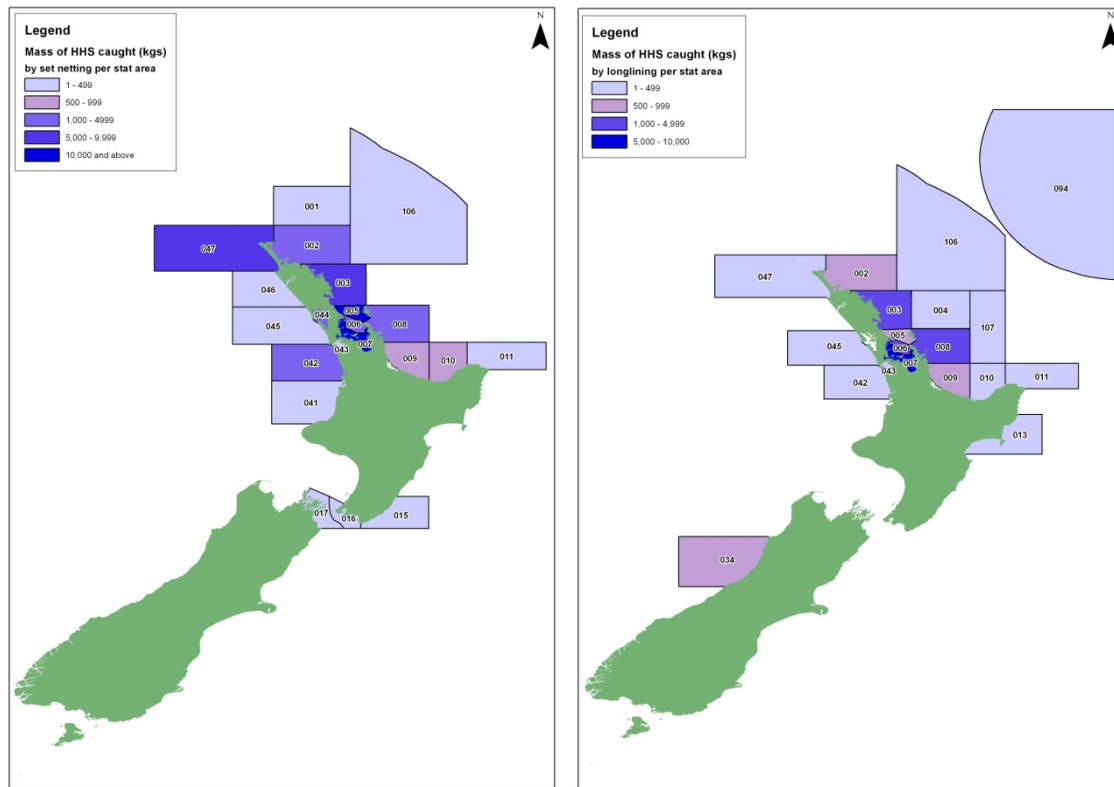 Legend
Mass of HHS caught (kgs)
by set netting per stat area
1 - 499
500 - 999
1,000 - 4999
5,000 - 9,999
10,000 and above
N
001
106
047
002
003
046
005
044
006
008
045
007
043
009
010
011
042
041
017
016
015
Legend
Mass of HHS caught (kgs)
by longlining per stat area
1 - 499
500 - 999
1,000 - 4,999
5,000 - 10,000
N
094
106
047
002
003
004
107
005
045
006
008
007
043
042
009
010
011
013
034